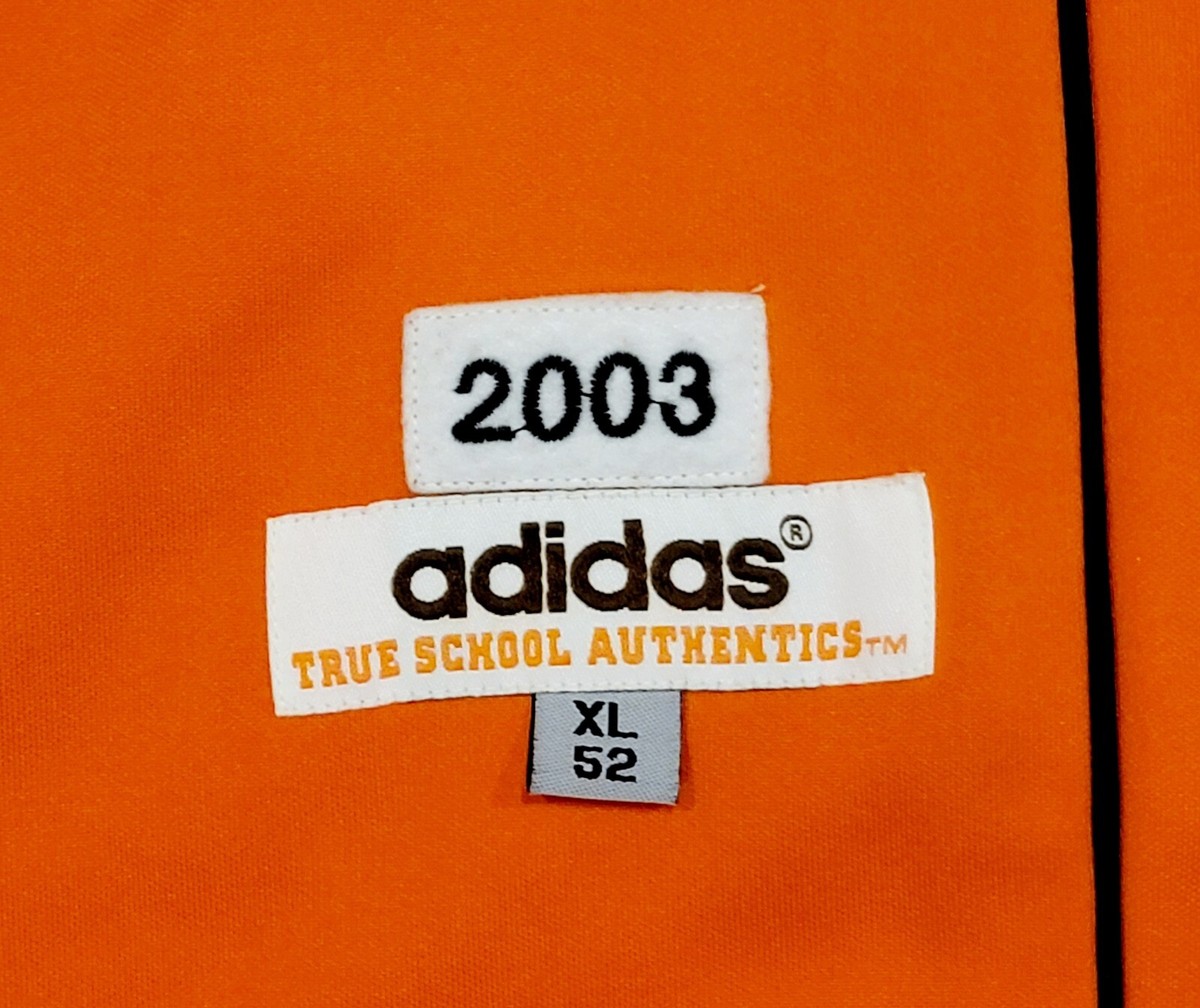 2003
adidas®
TRUE SCHOOL AUTHENTICS™
XL
52